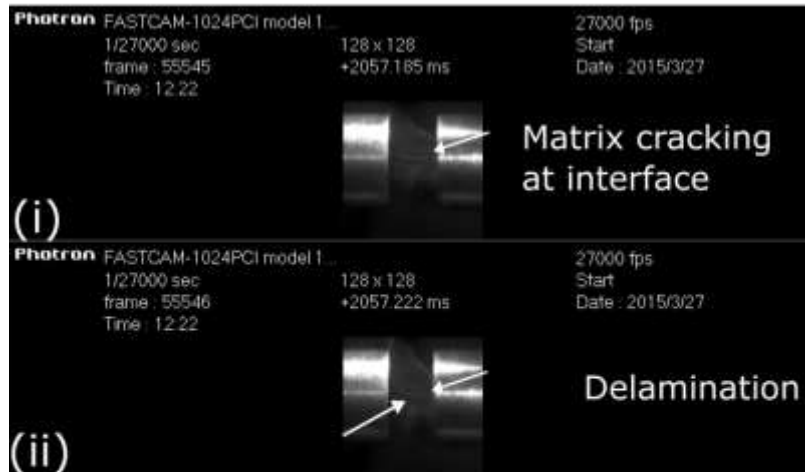 Photron FASTCAM-1024PCI model 1... 27000 fps
1/27000 sec 128 x 128 Start
frame : 55545 +2057.185 ms Date : 2015/3/27
Time : 12:22
Matrix cracking
at interface
(i)
Photron FASTCAM-1024PCI model 1... 27000 fps
1/27000 sec 128 x 128 Start
frame : 55546 +2057.222 ms Date : 2015/3/27
Time : 12:22
Delamination
(ii)